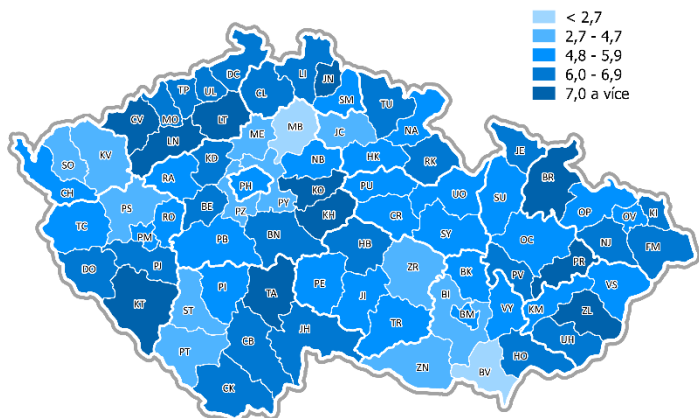 < 2,7
2,7 - 4,7
4,8 - 5,9
6,0 - 6,9
7,0 a více
DC
LI
JN
TP
UL
CL
SM
CV
MO
LT
TU
LN
ME
MB
JC
NA
SO
KV
KD
JE
RA
NB
HK
RK
BR
CH
PH
KO
PU
PS
RO
BE
PZ
PY
UO
SU
OP
OV
KI
TC
PM
KH
CR
PB
BN
SY
OC
NJ
FM
DO
PJ
HB
PR
ZR
BK
PV
VS
KT
PI
TA
PE
JI
BI
BM
VY
KM
ZL
ST
TR
JH
UH
CB
PT
HO
ZN
BV
CK